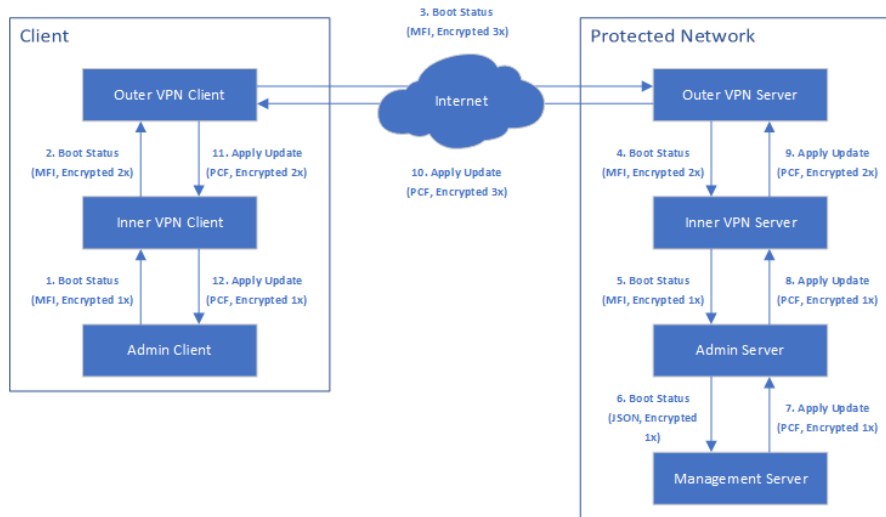 3. Boot Status
(MFI, Encrypted 3x)
Client
Protected Network
Outer VPN Client
Internet
Outer VPN Server
2. Boot Status
(MFI, Encrypted 2x)
11. Apply Update
(PCF, Encrypted 2x)
10. Apply Update
(PCF, Encrypted 3x)
4. Boot Status
(MFI, Encrypted 2x)
9. Apply Update
(PCF, Encrypted 2x)
Inner VPN Client
Inner VPN Server
1. Boot Status
(MFI, Encrypted 1x)
12. Apply Update
(PCF, Encrypted 1x)
5. Boot Status
(MFI, Encrypted 1x)
8. Apply Update
(PCF, Encrypted 1x)
Admin Client
Admin Server
6. Boot Status
(JSON, Encrypted
1x)
7. Apply Update
(PCF, Encrypted 1x)
Management Server